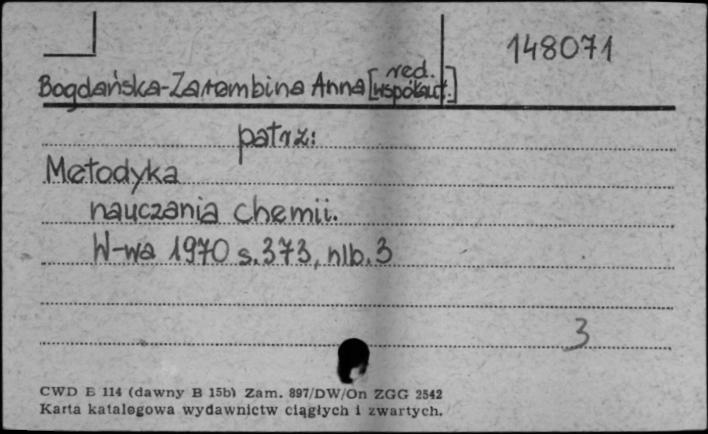 148071
red.
Bogdańska-Zarembina Anna [współaut.]
patrz:
Metodyka
nauczania chemii.
W-wa 1970 s.373, nlb.3
3
CWD E 114 (dawny B 15b) Zam. 897/DW/On ZGG 2542
Karta katalogowa wydawnictw ciągłych i zwartych.